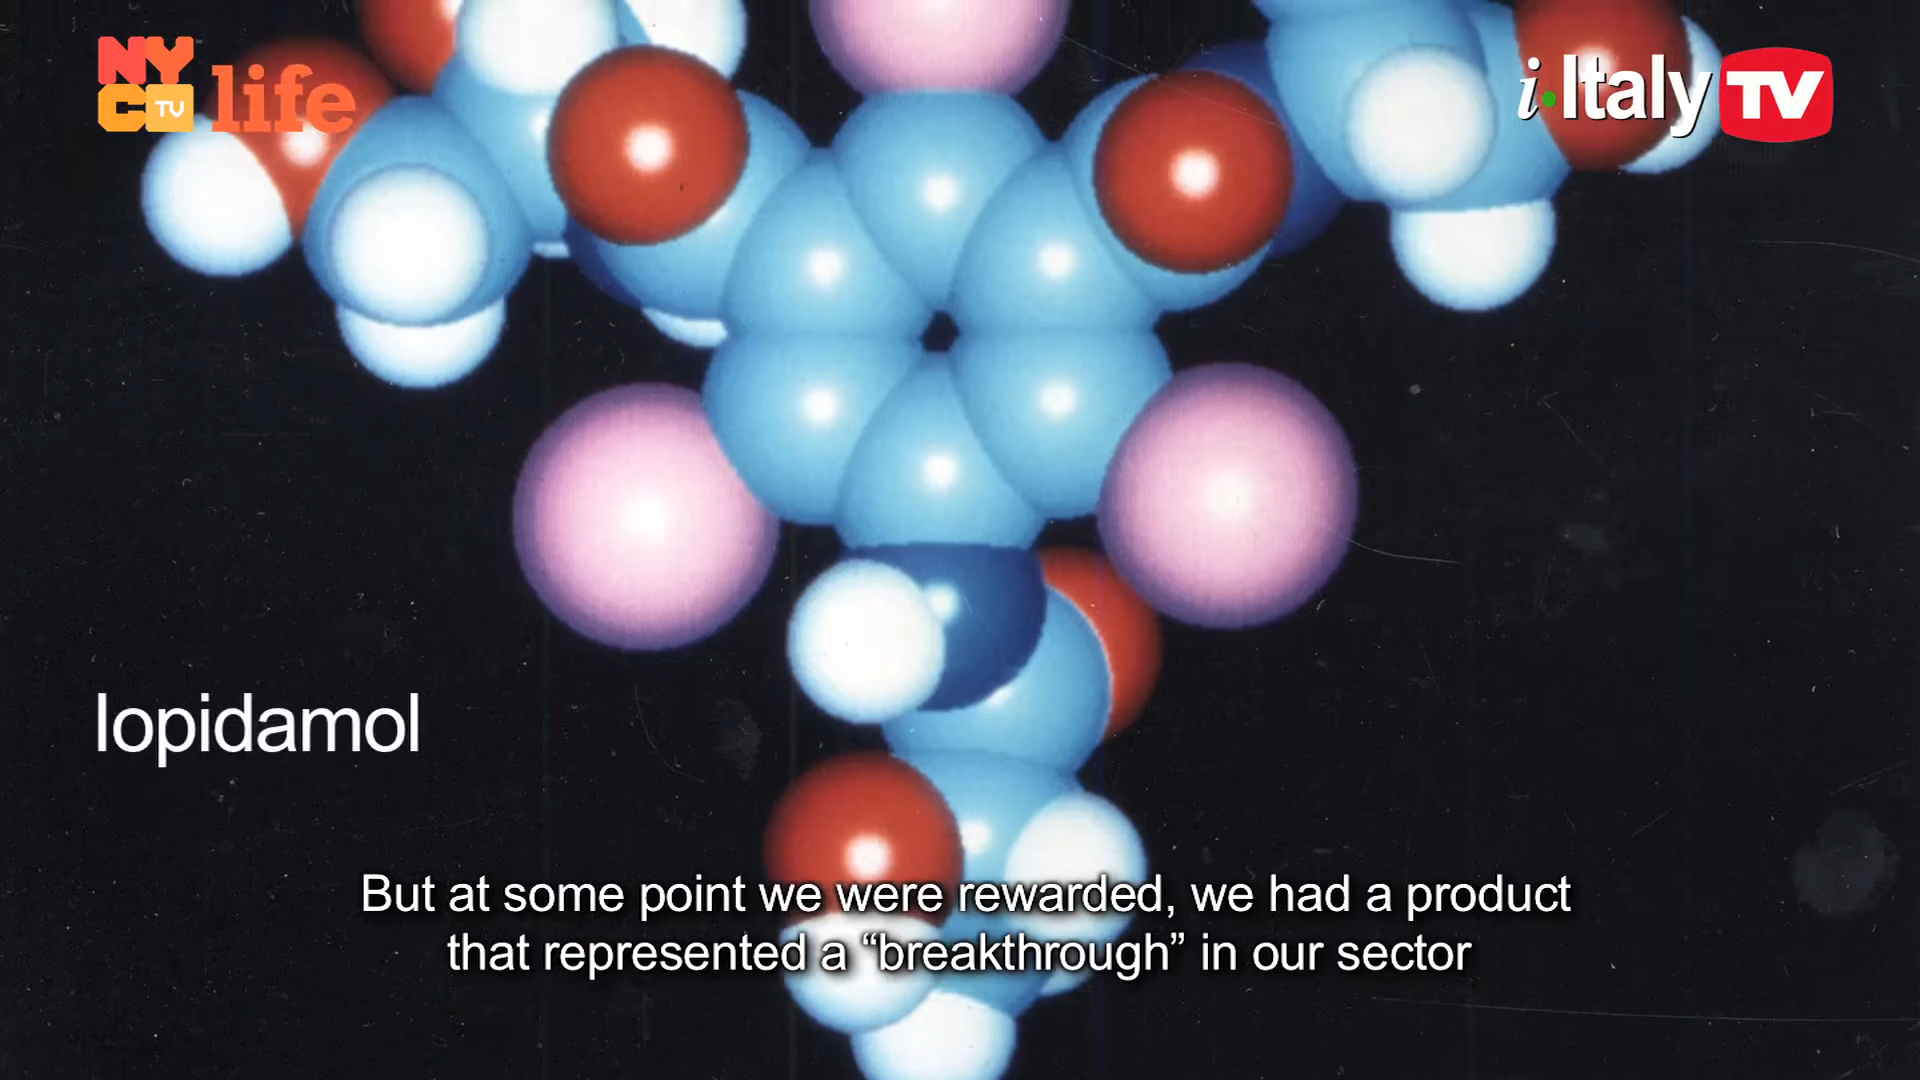 NYC TV life
i·Italy TV
Iopidamol
But at some point we were rewarded, we had a product
that represented a “breakthrough” in our sector